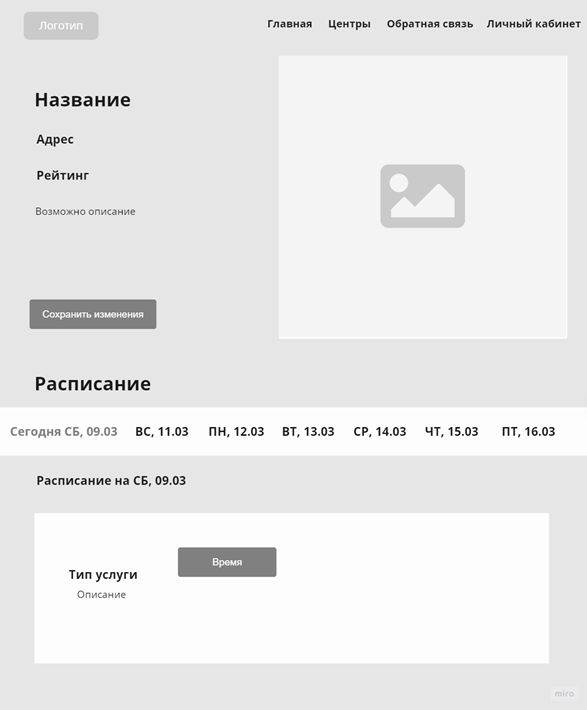 Логотип
Главная Центры Обратная связь Личный кабинет
Название
Адрес
Рейтинг
Возможно описание
Сохранить изменения
Расписание
Сегодня СБ, 09.03 ВС, 11.03 ПН, 12.03 ВТ, 13.03 СР, 14.03 ЧТ, 15.03 ПТ, 16.03
Расписание на СБ, 09.03
Время
Тип услуги
Описание
miro